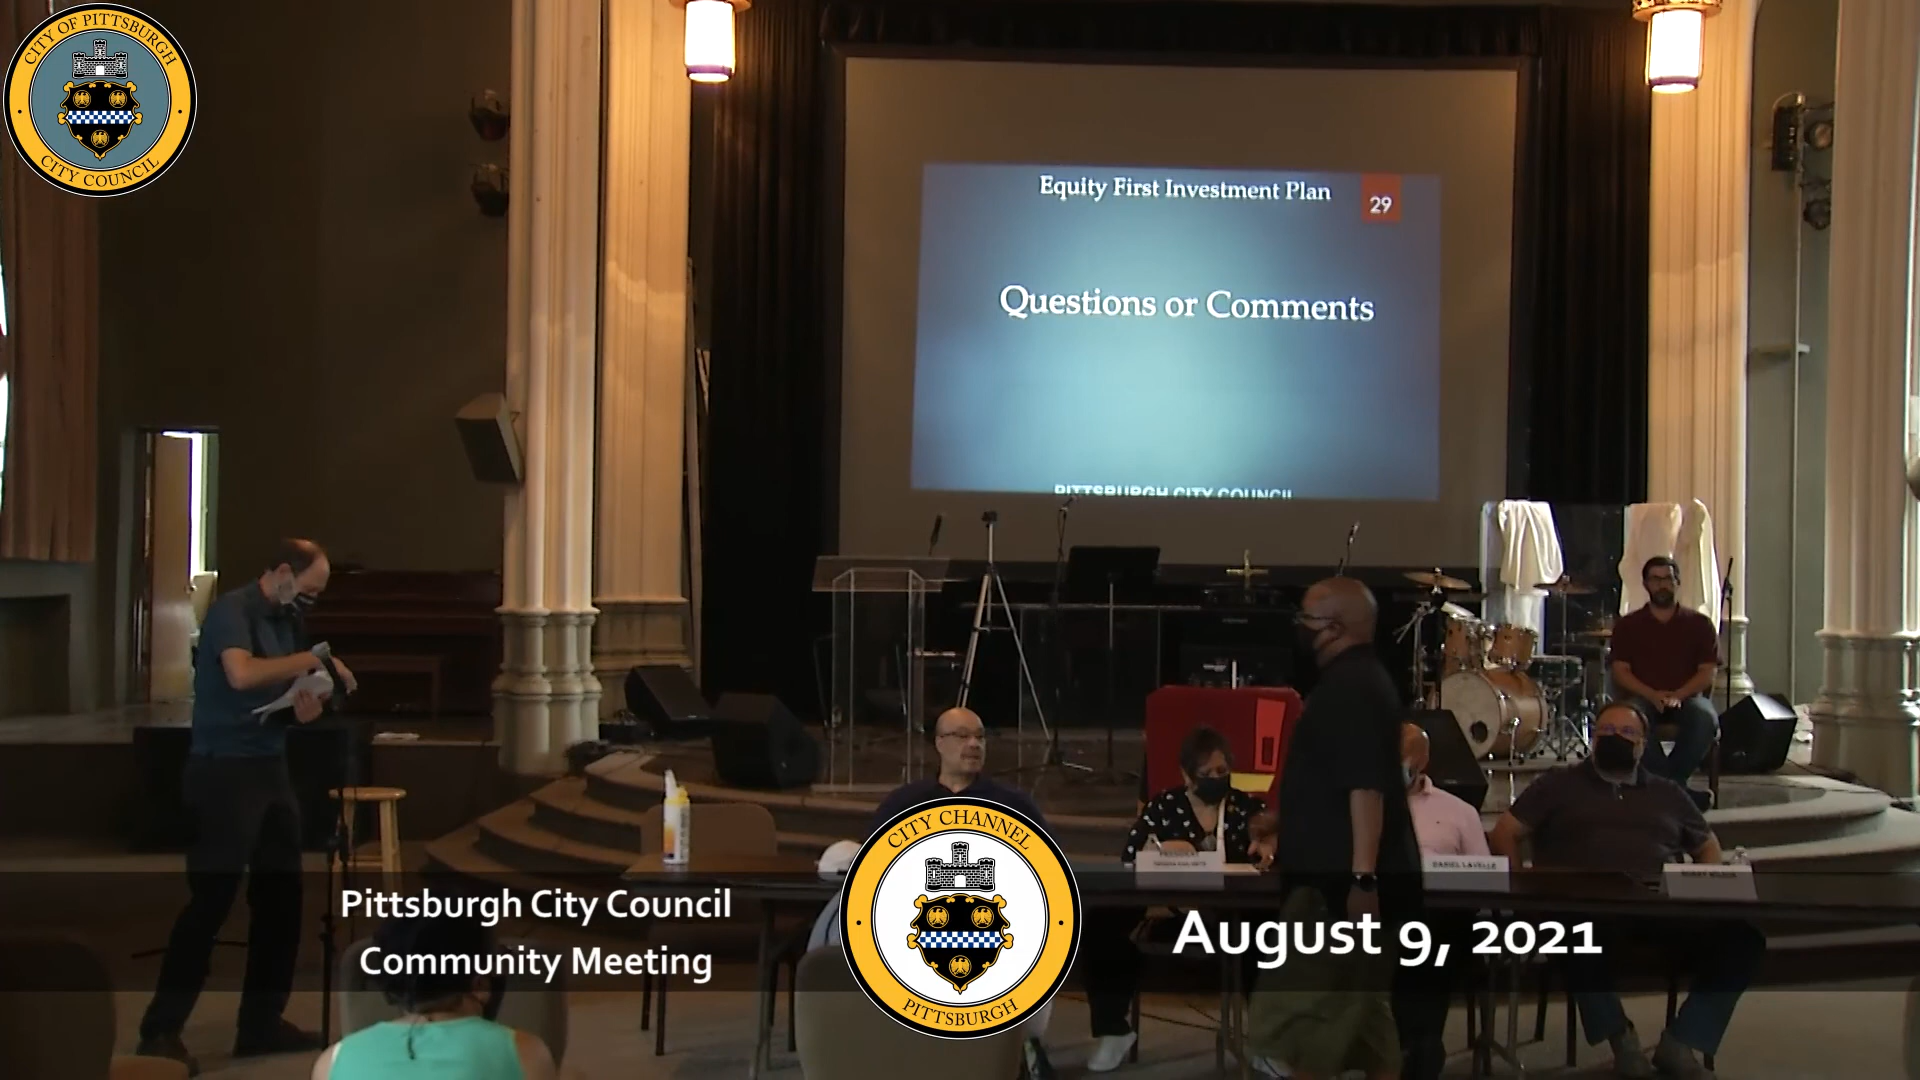 CITY OF PITTSBURGH
CITY COUNCIL
Equity First Investment Plan
29
Questions or Comments
PITTSBURGH CITY COUNCIL
PRESIDENT
DANIEL LAVELLE
CITY CHANNEL
PITTSBURGH
Pittsburgh City Council
Community Meeting
August 9, 2021